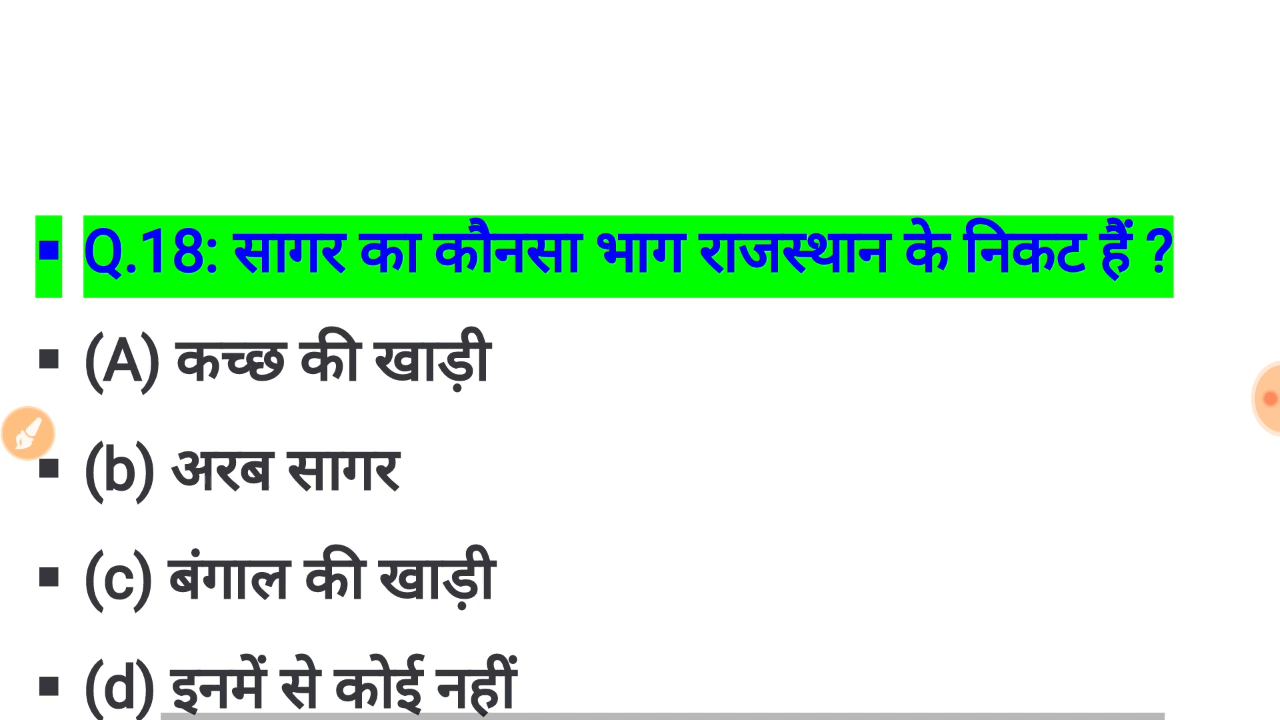 ▪ Q.18: सागर का कौनसा भाग राजस्थान के निकट हैं ?
▪ (A) कच्छ की खाड़ी
▪ (b) अरब सागर
▪ (c) बंगाल की खाड़ी
▪ (d) इनमें से कोई नहीं